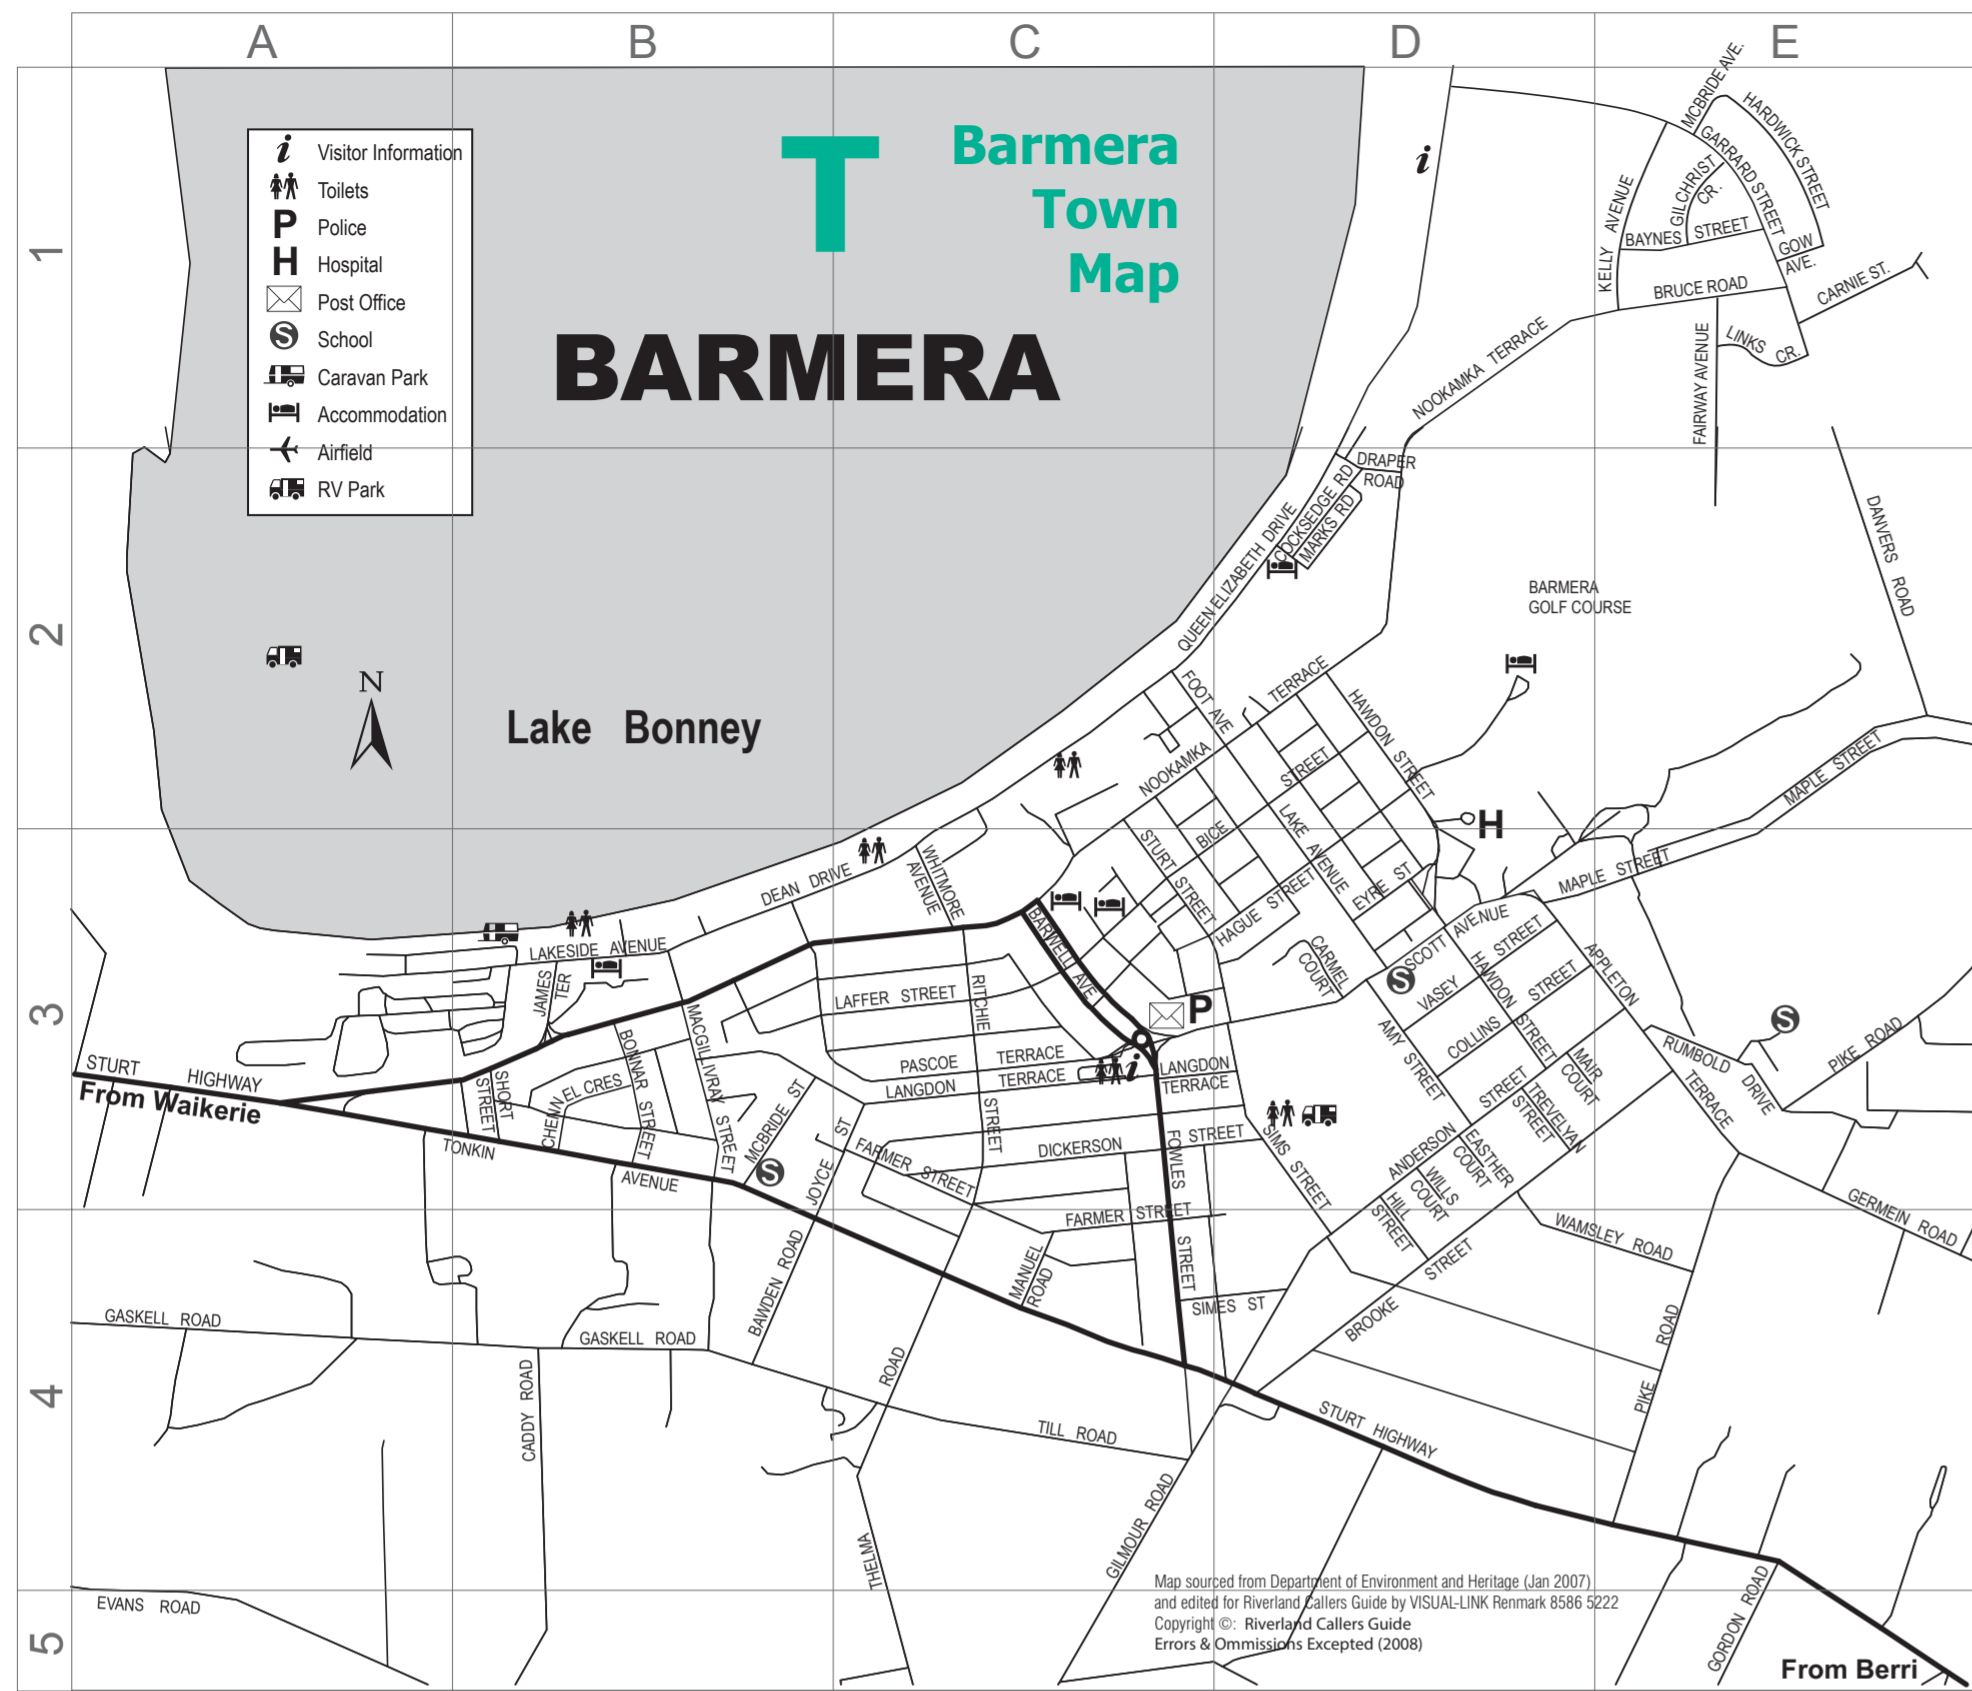 A B C D E
1
2
3
4
5
T
Barmera
Town
Map
BARMERA
i Visitor Information
Toilets
P Police
H Hospital
Post Office
S School
Caravan Park
Accommodation
Airfield
RV Park
N
Lake Bonney
i
MCBRIDE AVE.
HARDWICK STREET
GARRARD STREET
GILCHRIST
CR.
KELLY AVENUE
BAYNES STREET
GOW
AVE.
CARNIE ST.
BRUCE ROAD
LINKS CR.
FAIRWAY AVENUE
NOOKAMKA TERRACE
DRAPER
ROAD
COCKSEDGE RD
MARKS RD
QUEEN ELIZABETH DRIVE
DANVERS ROAD
BARMERA
GOLF COURSE
FOOT AVE
NOOKAMKA TERRACE
HAWDON STREET
MAPLE STREET
H
BICE STREET
LAKE AVENUE
STURT STREET
HAGUE STREET
EYRE ST
MAPLE STREET
DEAN DRIVE
WHITMORE
AVENUE
BARWELL AVE
CARMEL
COURT
SCOTT AVENUE
S
VASEY STREET
HAWDON STREET
COLLINS STREET
APPLETON TERRACE
AMY STREET
LAKESIDE AVENUE
JAMES
TER
LAFFER STREET
RITCHIE STREET
P
S
PIKE ROAD
RUMBOLD DRIVE
MACGILLIVRAY STREET
BONNAR STREET
STURT HIGHWAY
From Waikerie
SHORT
STREET
CHENNEL CRES
PASCOE TERRACE
LANGDON TERRACE
i
LANGDON
TERRACE
MCBRIDE ST
S
JOYCE ST
FARMER STREET
DICKERSON STREET
FOWLES STREET
SIMS STREET
ANDERSON STREET
MAIR
COURT
TREVELYAN
STREET
EASTHER
COURT
WILLS
COURT
HILL
STREET
TONKIN AVENUE
FARMER STREET
WAMSLEY ROAD
GERMEIN ROAD
BROOKE STREET
MANUEL
ROAD
SIMES ST
BAWDEN ROAD
GASKELL ROAD
GASKELL ROAD
CADDY ROAD
THELMA ROAD
TILL ROAD
STURT HIGHWAY
PIKE ROAD
GILMOUR ROAD
EVANS ROAD
GORDON ROAD
From Berri
Map sourced from Department of Environment and Heritage (Jan 2007)
and edited for Riverland Callers Guide by VISUAL-LINK Renmark 8586 5222
Copyright ©: Riverland Callers Guide
Errors & Ommissions Excepted (2008)